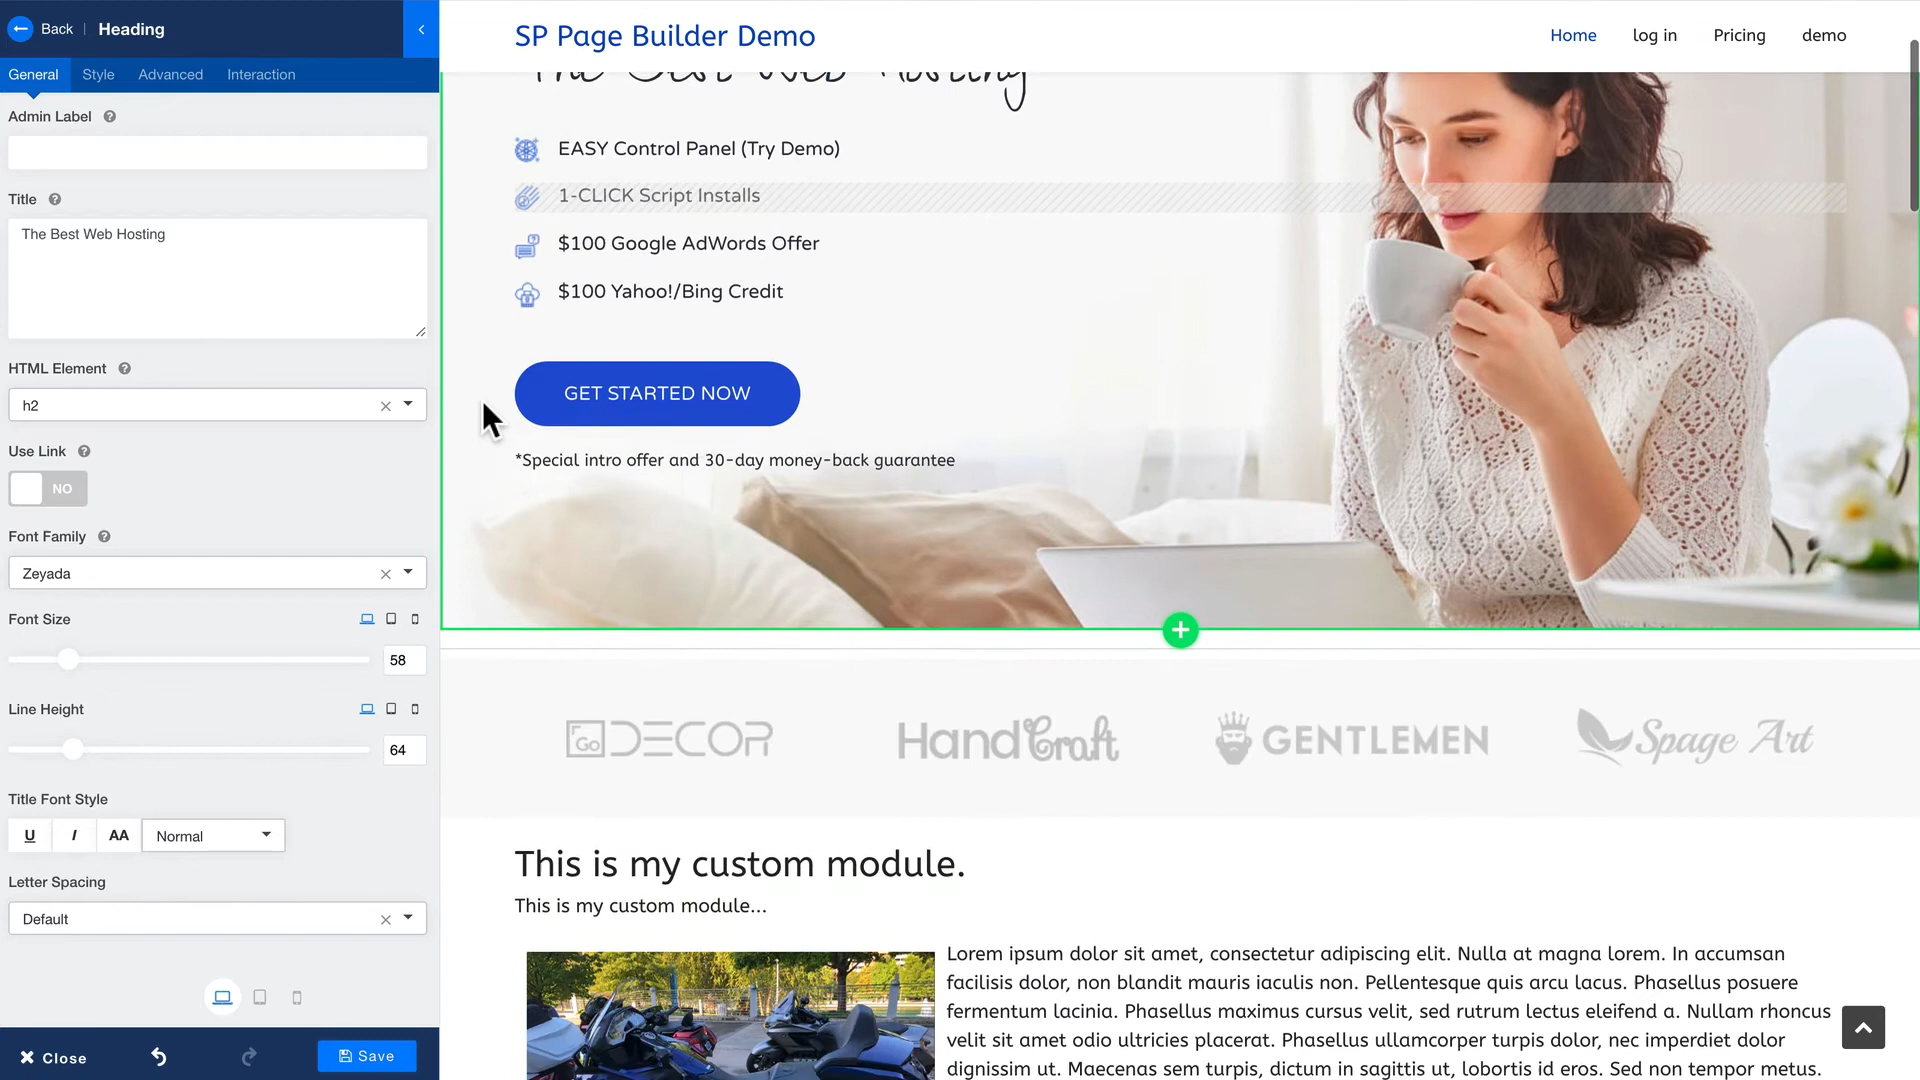 Back | Heading
General Style Advanced Interaction
Admin Label
Title
The Best Web Hosting
HTML Element
h2
Use Link
NO
Font Family
Zeyada
Font Size
58
Line Height
64
Title Font Style
U I AA Normal
Letter Spacing
Default
Close Save
SP Page Builder Demo
Home log in Pricing demo
The Best Web Hosting
EASY Control Panel (Try Demo)
1-CLICK Script Installs
$100 Google AdWords Offer
$100 Yahoo!/Bing Credit
GET STARTED NOW
*Special intro offer and 30-day money-back guarantee
Go DECOR HandCraft GENTLEMEN Spage Art
This is my custom module.
This is my custom module...
Lorem ipsum dolor sit amet, consectetur adipiscing elit. Nulla at magna lorem. In accumsan
facilisis dolor, non blandit mauris iaculis non. Pellentesque quis arcu lacus. Phasellus posuere
fermentum lacinia. Phasellus maximus cursus velit, sed rutrum lectus eleifend a. Nullam rhoncus
velit sit amet odio ultricies placerat. Phasellus ullamcorper turpis dolor, nec imperdiet dolor
dignissim ut. Maecenas sem turpis, dictum in sagittis ut, lobortis id eros. Sed non tempor metus.